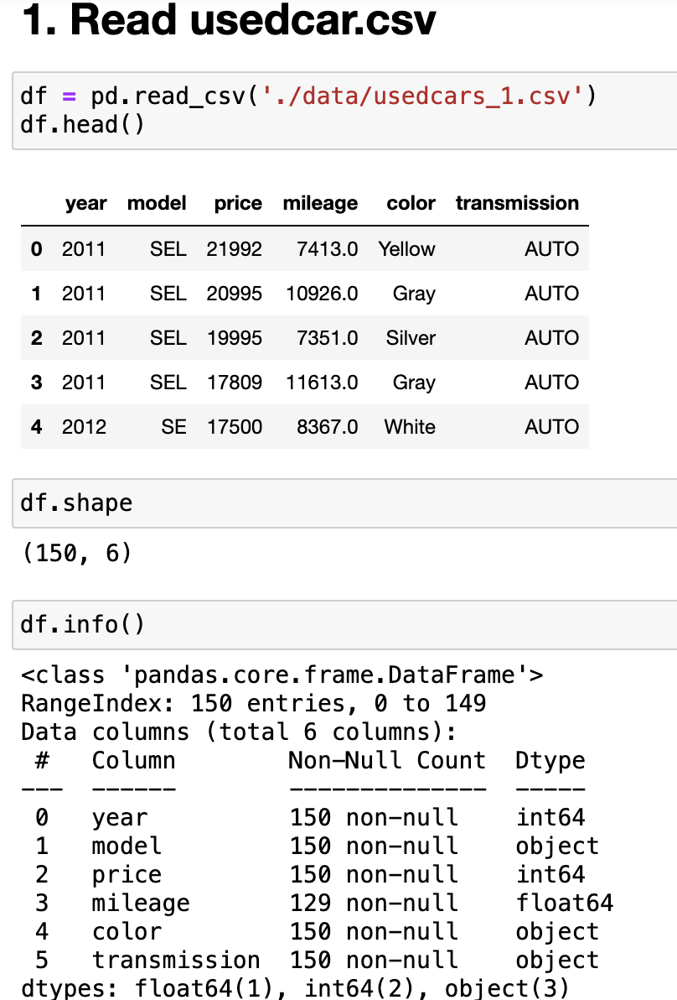 1. Read usedcar.csv
df = pd.read_csv('./data/usedcars_1.csv')
df.head()
year model price mileage color transmission
0 2011 SEL 21992 7413.0 Yellow AUTO
1 2011 SEL 20995 10926.0 Gray AUTO
2 2011 SEL 19995 7351.0 Silver AUTO
3 2011 SEL 17809 11613.0 Gray AUTO
4 2012 SE 17500 8367.0 White AUTO
df.shape
(150, 6)
df.info()
<class 'pandas.core.frame.DataFrame'>
RangeIndex: 150 entries, 0 to 149
Data columns (total 6 columns):
 #   Column        Non-Null Count  Dtype
---  ------        --------------  -----
 0   year          150 non-null    int64
 1   model         150 non-null    object
 2   price         150 non-null    int64
 3   mileage       129 non-null    float64
 4   color         150 non-null    object
 5   transmission  150 non-null    object
dtypes: float64(1), int64(2), object(3)